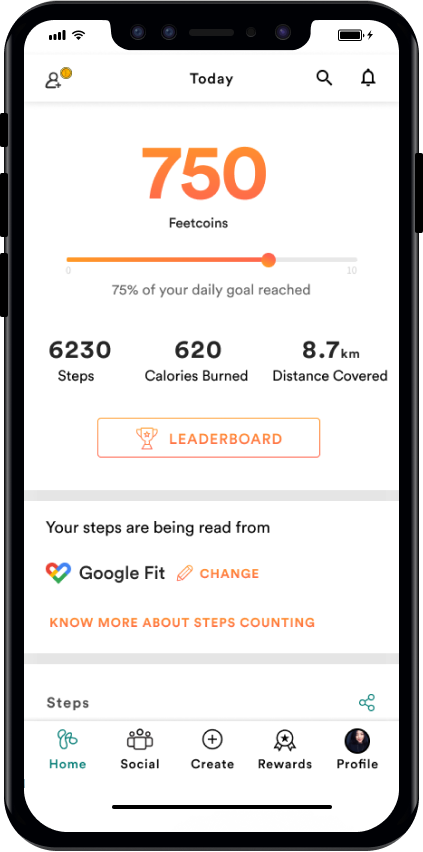 Today
750
Feetcoins
0 10
75% of your daily goal reached
6230 620 8.7 km
Steps Calories Burned Distance Covered
LEADERBOARD
Your steps are being read from
Google Fit CHANGE
KNOW MORE ABOUT STEPS COUNTING
Steps
Home Social Create Rewards Profile